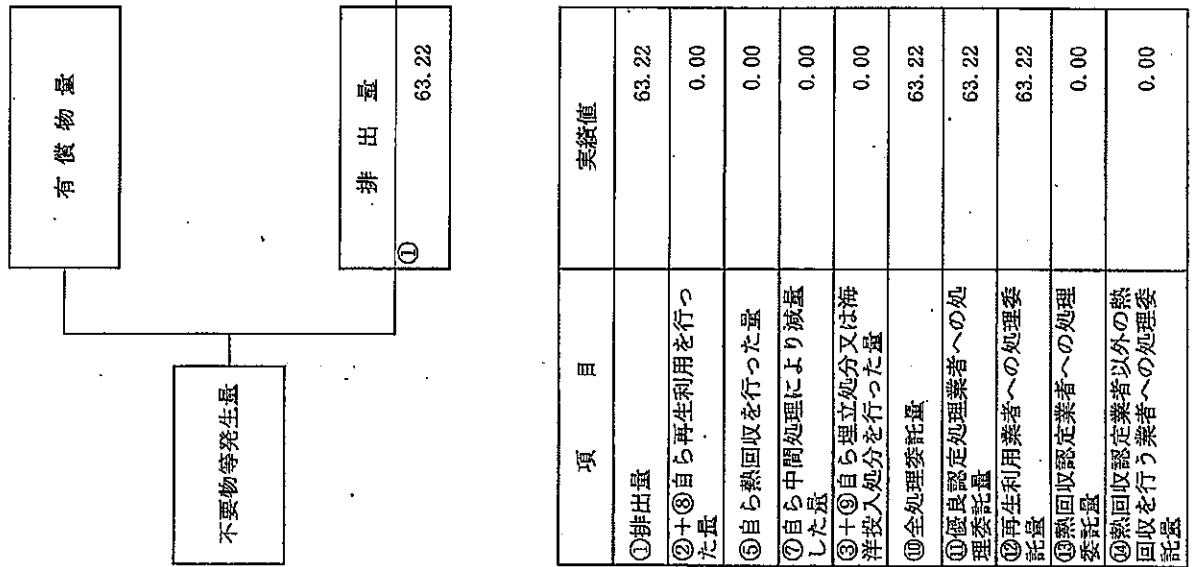 有 償 物 量
不要物等発生量
排 出 量
①
63.22
項 目
実績値
①排出量
63.22
②+⑧自ら再生利用を行っ
た量
0.00
⑤自ら熱回収を行った量
0.00
⑦自ら中間処理により減量
した量
0.00
③+⑨自ら埋立処分又は海
洋投入処分を行った量
0.00
⑩全処理委託量
63.22
⑪優良認定処理業者への処
理委託量
63.22
⑫再生利用業者への処理委
託量
63.22
⑬熱回収認定業者への処理
委託量
0.00
⑭熱回収認定業者以外の熱
回収を行う業者への処理委
託量
0.00